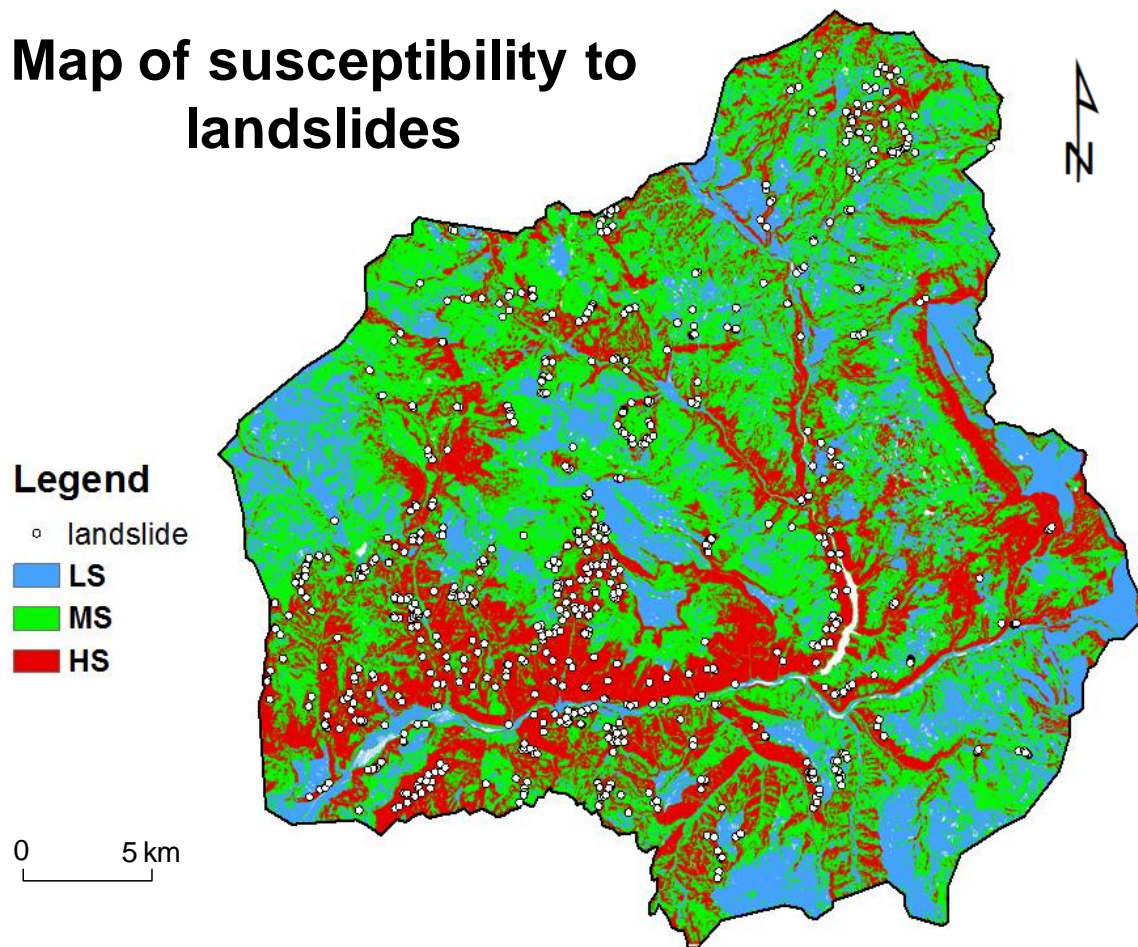 Map of susceptibility to
landslides
N
Legend
landslide
LS
MS
HS
0 5 km